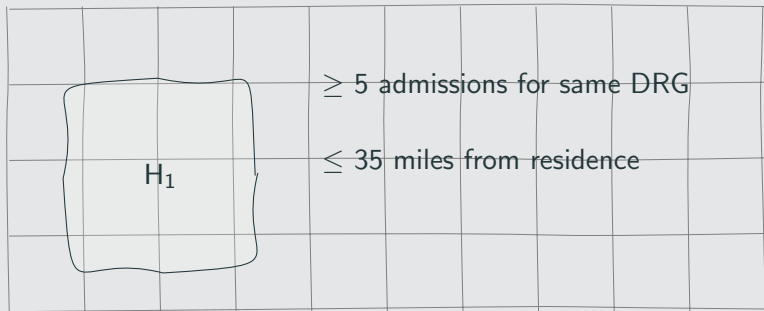 ≥ 5 admissions for same DRG
≤ 35 miles from residence
H₁